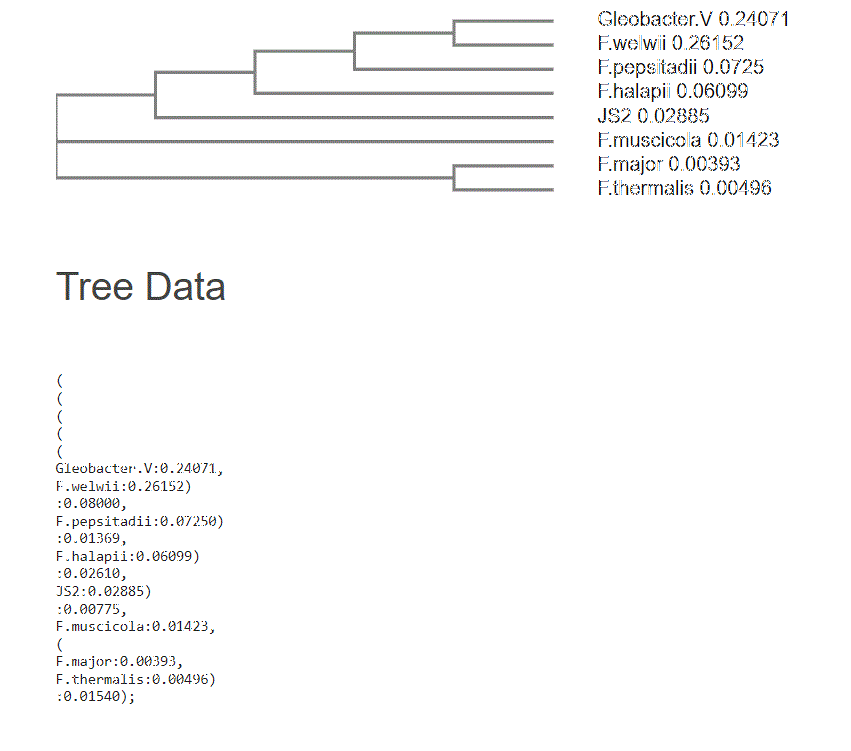 Gleobacter.V 0.24071
F.welwii 0.26152
F.pepsitadii 0.0725
F.halapii 0.06099
JS2 0.02885
F.muscicola 0.01423
F.major 0.00393
F.thermalis 0.00496
Tree Data
(
(
(
(
(
Gleobacter.V:0.24071,
F.welwii:0.26152)
:0.08000,
F.pepsitadii:0.07250)
:0.01369,
F.halapii:0.06099)
:0.02610,
JS2:0.02885)
:0.00775,
F.muscicola:0.01423,
(
F.major:0.00393,
F.thermalis:0.00496)
:0.01540);